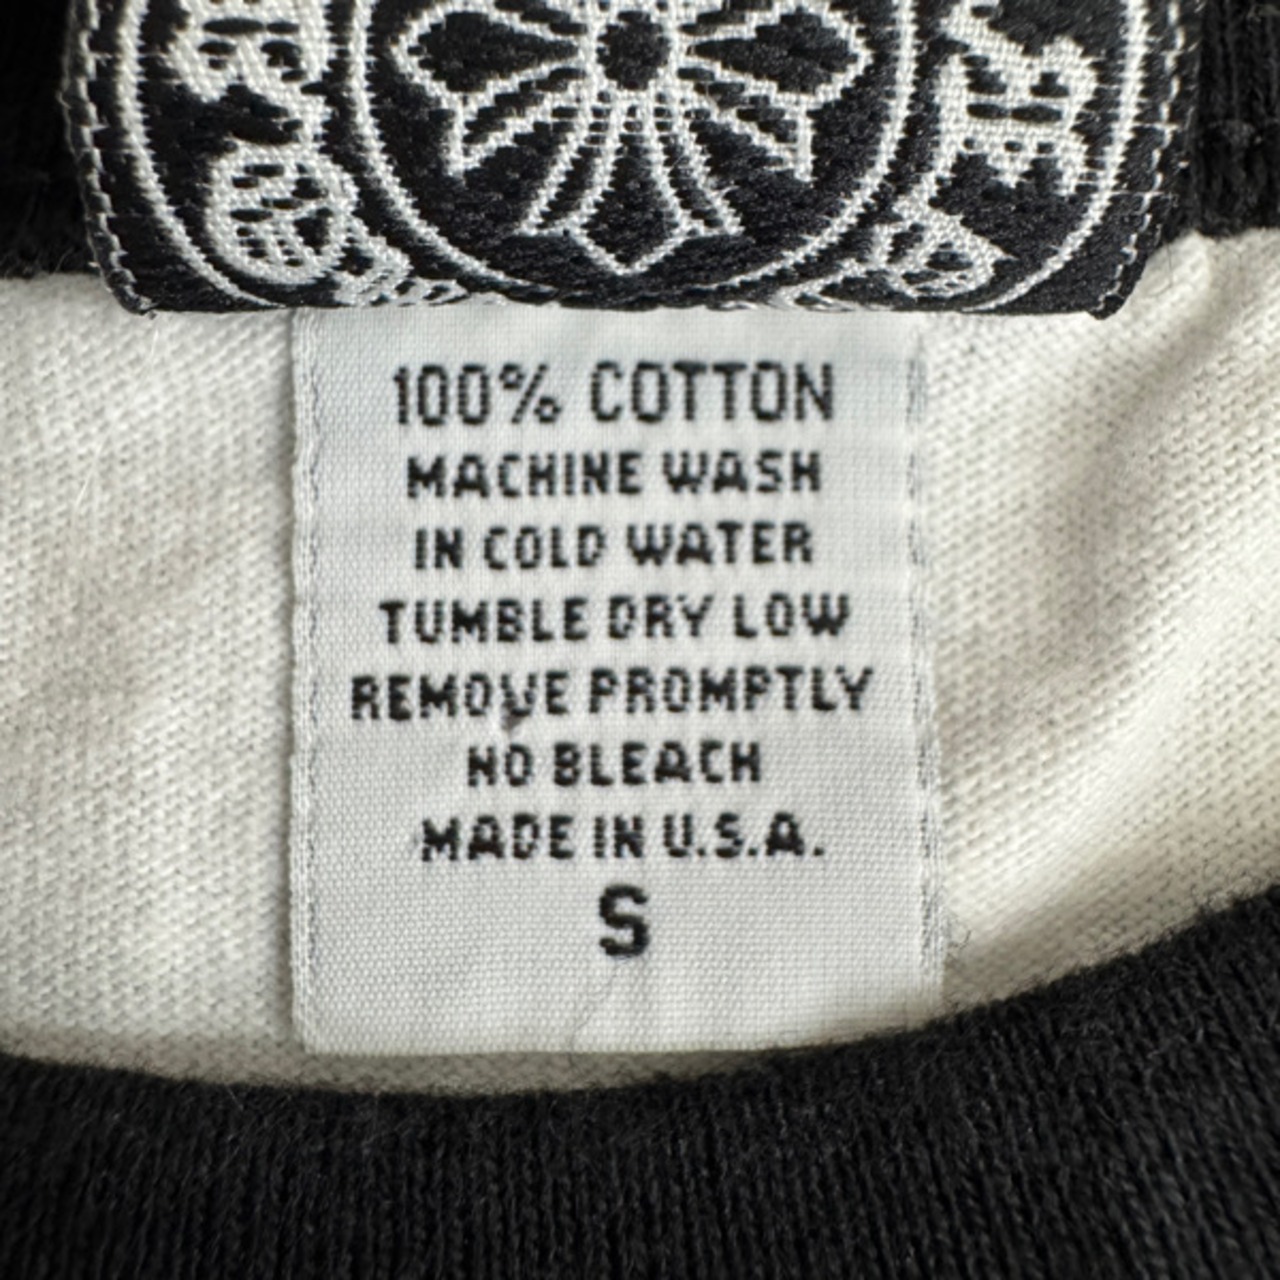 100% COTTON
MACHINE WASH
IN COLD WATER
TUMBLE DRY LOW
REMOVE PROMPTLY
NO BLEACH
MADE IN U.S.A.
S